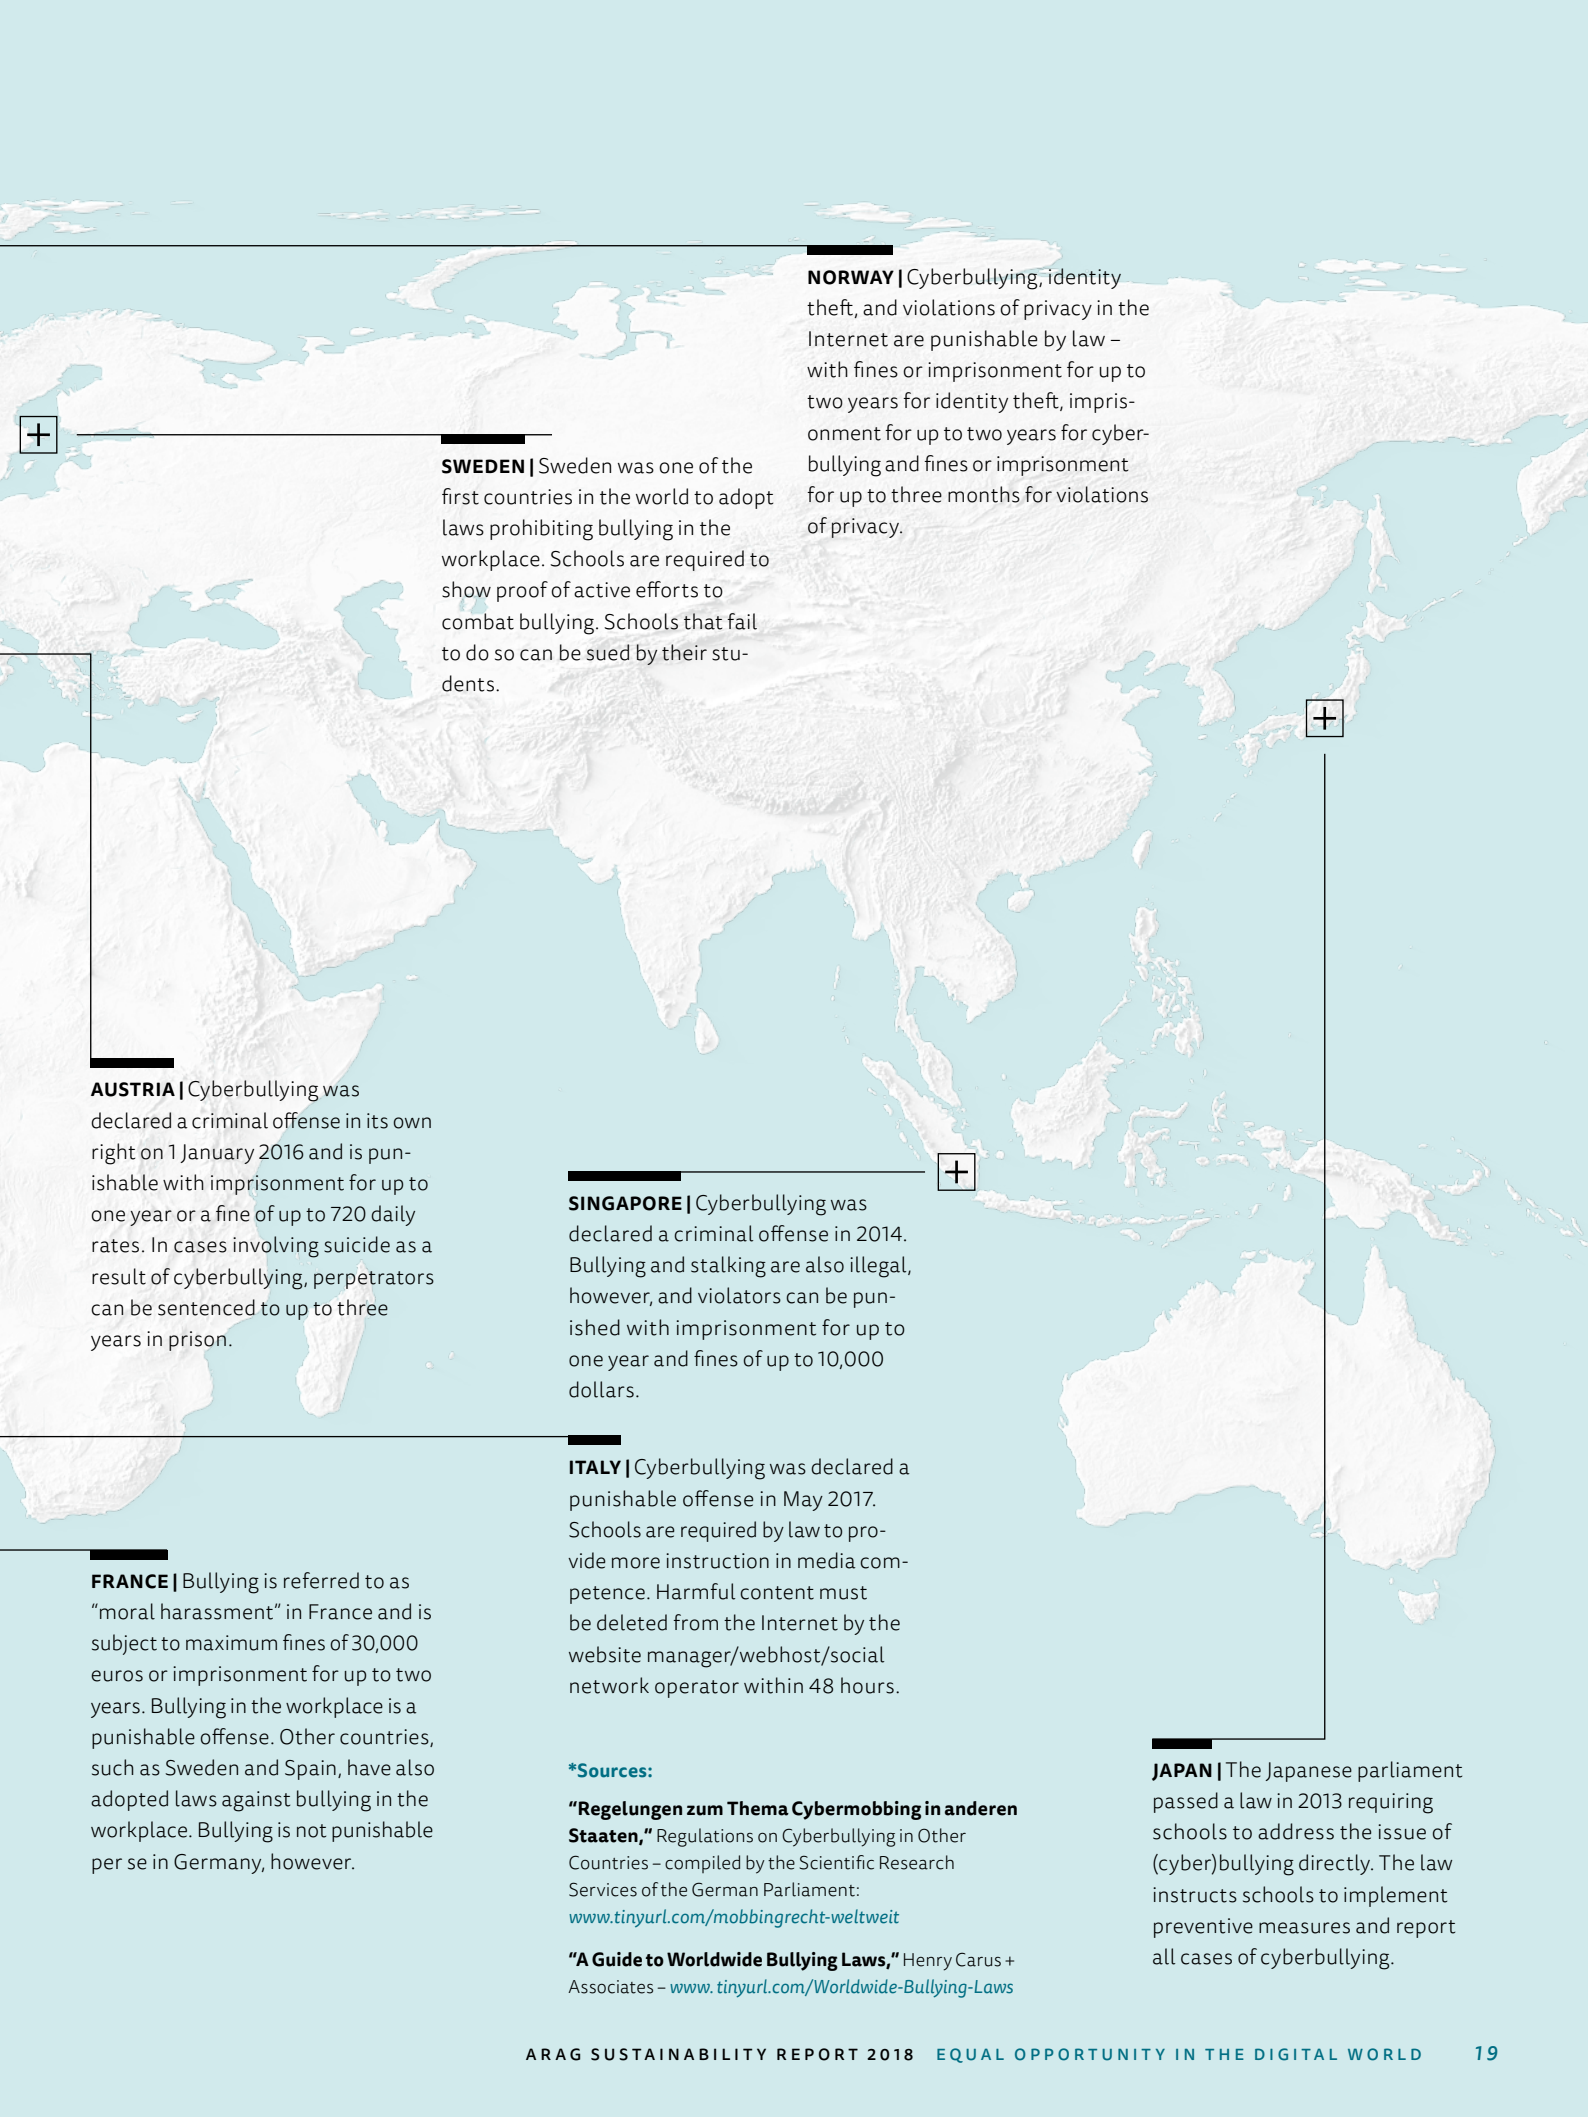 NORWAY | Cyberbullying, identity
theft, and violations of privacy in the
Internet are punishable by law –
with fines or imprisonment for up to
two years for identity theft, impris-
onment for up to two years for cyber-
bullying and fines or imprisonment
for up to three months for violations
of privacy.
SWEDEN | Sweden was one of the
first countries in the world to adopt
laws prohibiting bullying in the
workplace. Schools are required to
show proof of active efforts to
combat bullying. Schools that fail
to do so can be sued by their stu-
dents.
AUSTRIA | Cyberbullying was
declared a criminal offense in its own
right on 1 January 2016 and is pun-
ishable with imprisonment for up to
one year or a fine of up to 720 daily
rates. In cases involving suicide as a
result of cyberbullying, perpetrators
can be sentenced to up to three
years in prison.
SINGAPORE | Cyberbullying was
declared a criminal offense in 2014.
Bullying and stalking are also illegal,
however, and violators can be pun-
ished with imprisonment for up to
one year and fines of up to 10,000
dollars.
ITALY | Cyberbullying was declared a
punishable offense in May 2017.
Schools are required by law to pro-
vide more instruction in media com-
petence. Harmful content must
be deleted from the Internet by the
website manager/webhost/social
network operator within 48 hours.
FRANCE | Bullying is referred to as
“moral harassment” in France and is
subject to maximum fines of 30,000
euros or imprisonment for up to two
years. Bullying in the workplace is a
punishable offense. Other countries,
such as Sweden and Spain, have also
adopted laws against bullying in the
workplace. Bullying is not punishable
per se in Germany, however.
*Sources:
“Regelungen zum Thema Cybermobbing in anderen
Staaten,” Regulations on Cyberbullying in Other
Countries – compiled by the Scientific Research
Services of the German Parliament:
www.tinyurl.com/mobbingrecht-weltweit
“A Guide to Worldwide Bullying Laws,” Henry Carus +
Associates – www. tinyurl.com/Worldwide-Bullying-Laws
JAPAN | The Japanese parliament
passed a law in 2013 requiring
schools to address the issue of
(cyber)bullying directly. The law
instructs schools to implement
preventive measures and report
all cases of cyberbullying.
ARAG SUSTAINABILITY REPORT 2018 EQUAL OPPORTUNITY IN THE DIGITAL WORLD 19